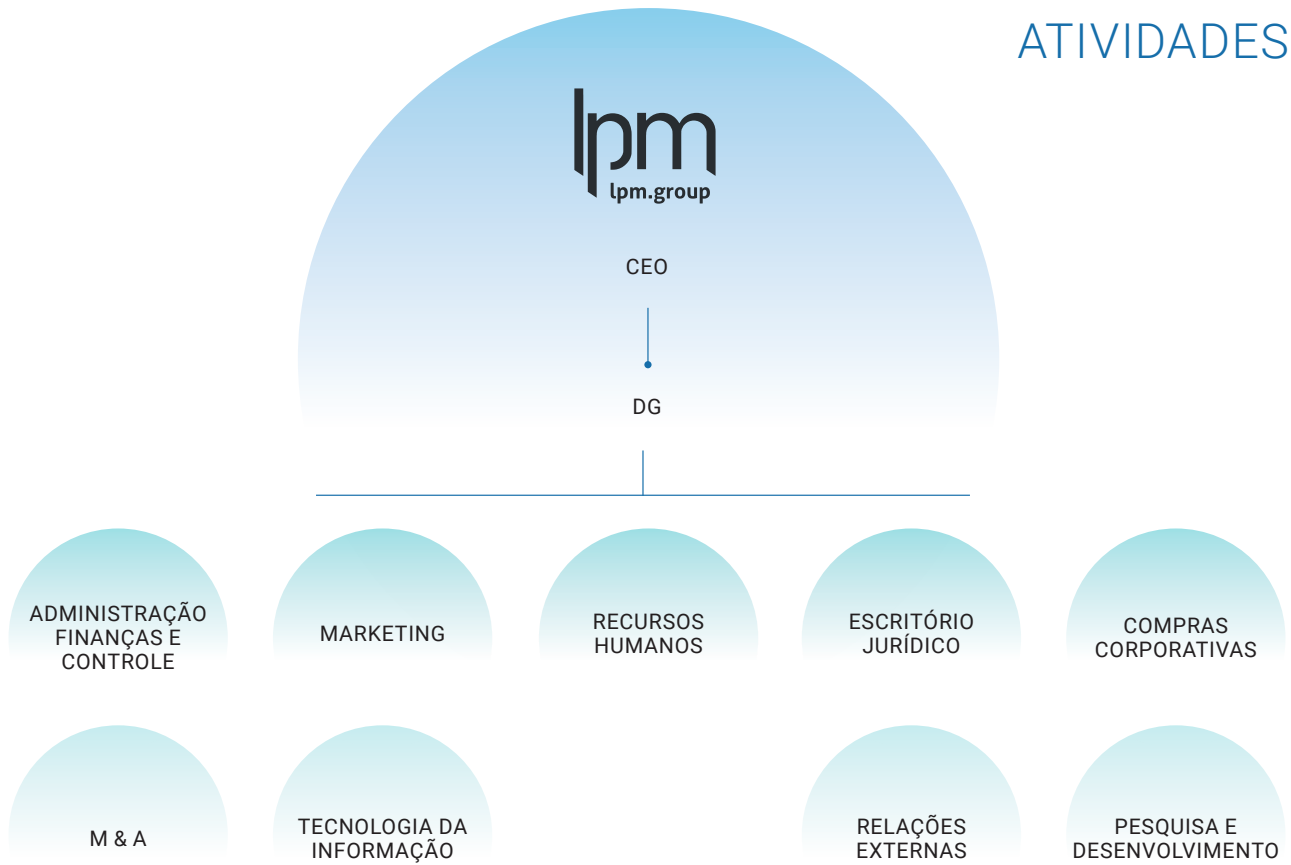 ATIVIDADES
lpm
lpm.group
CEO
DG
ADMINISTRAÇÃO
FINANÇAS E
CONTROLE
MARKETING
RECURSOS
HUMANOS
ESCRITÓRIO
JURÍDICO
COMPRAS
CORPORATIVAS
M & A
TECNOLOGIA DA
INFORMAÇÃO
RELAÇÕES
EXTERNAS
PESQUISA E
DESENVOLVIMENTO